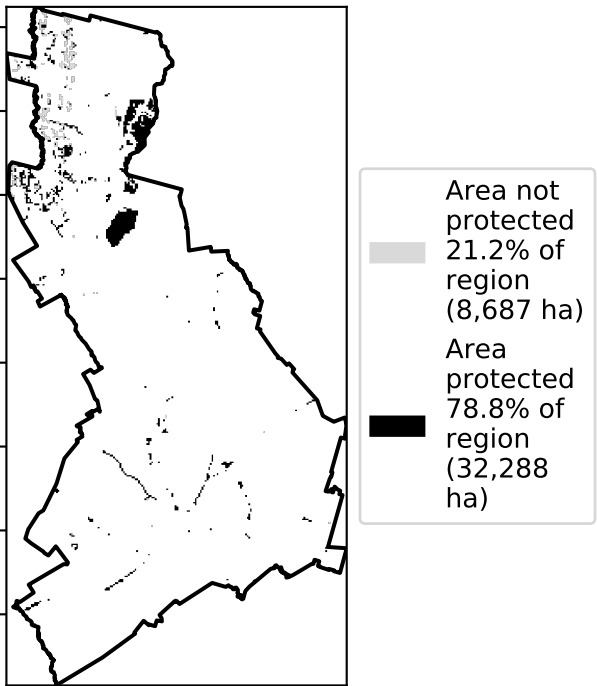 Area not
protected
21.2% of
region
(8,687 ha)
Area
protected
78.8% of
region
(32,288
ha)